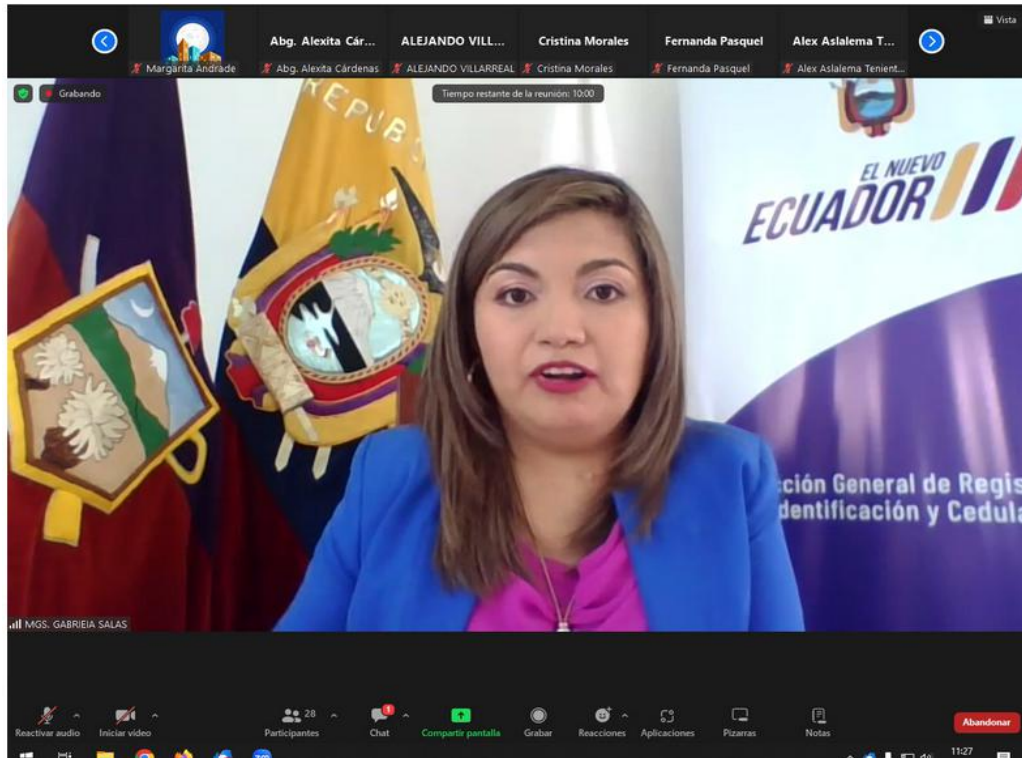 Vista
Abg. Alexita Cár...
ALEJANDO VILL...
Cristina Morales
Fernanda Pasquel
Alex Aslalema T...
Margarita Andrade
Abg. Alexita Cárdenas
ALEJANDO VILLARREAL
Cristina Morales
Fernanda Pasquel
Alex Aslalema Tenient...
Grabando
Tiempo restante de la reunión: 10:00
REPUB
EL NUEVO
ECUADOR
cción General de Regis
dentificación y Cedula
MGS. GABRIElA SALAS
28
1
Reactivar audio
Iniciar video
Participantes
Chat
Compartir pantalla
Grabar
Reacciones
Aplicaciones
Pizarras
Notas
Abandonar
11:27